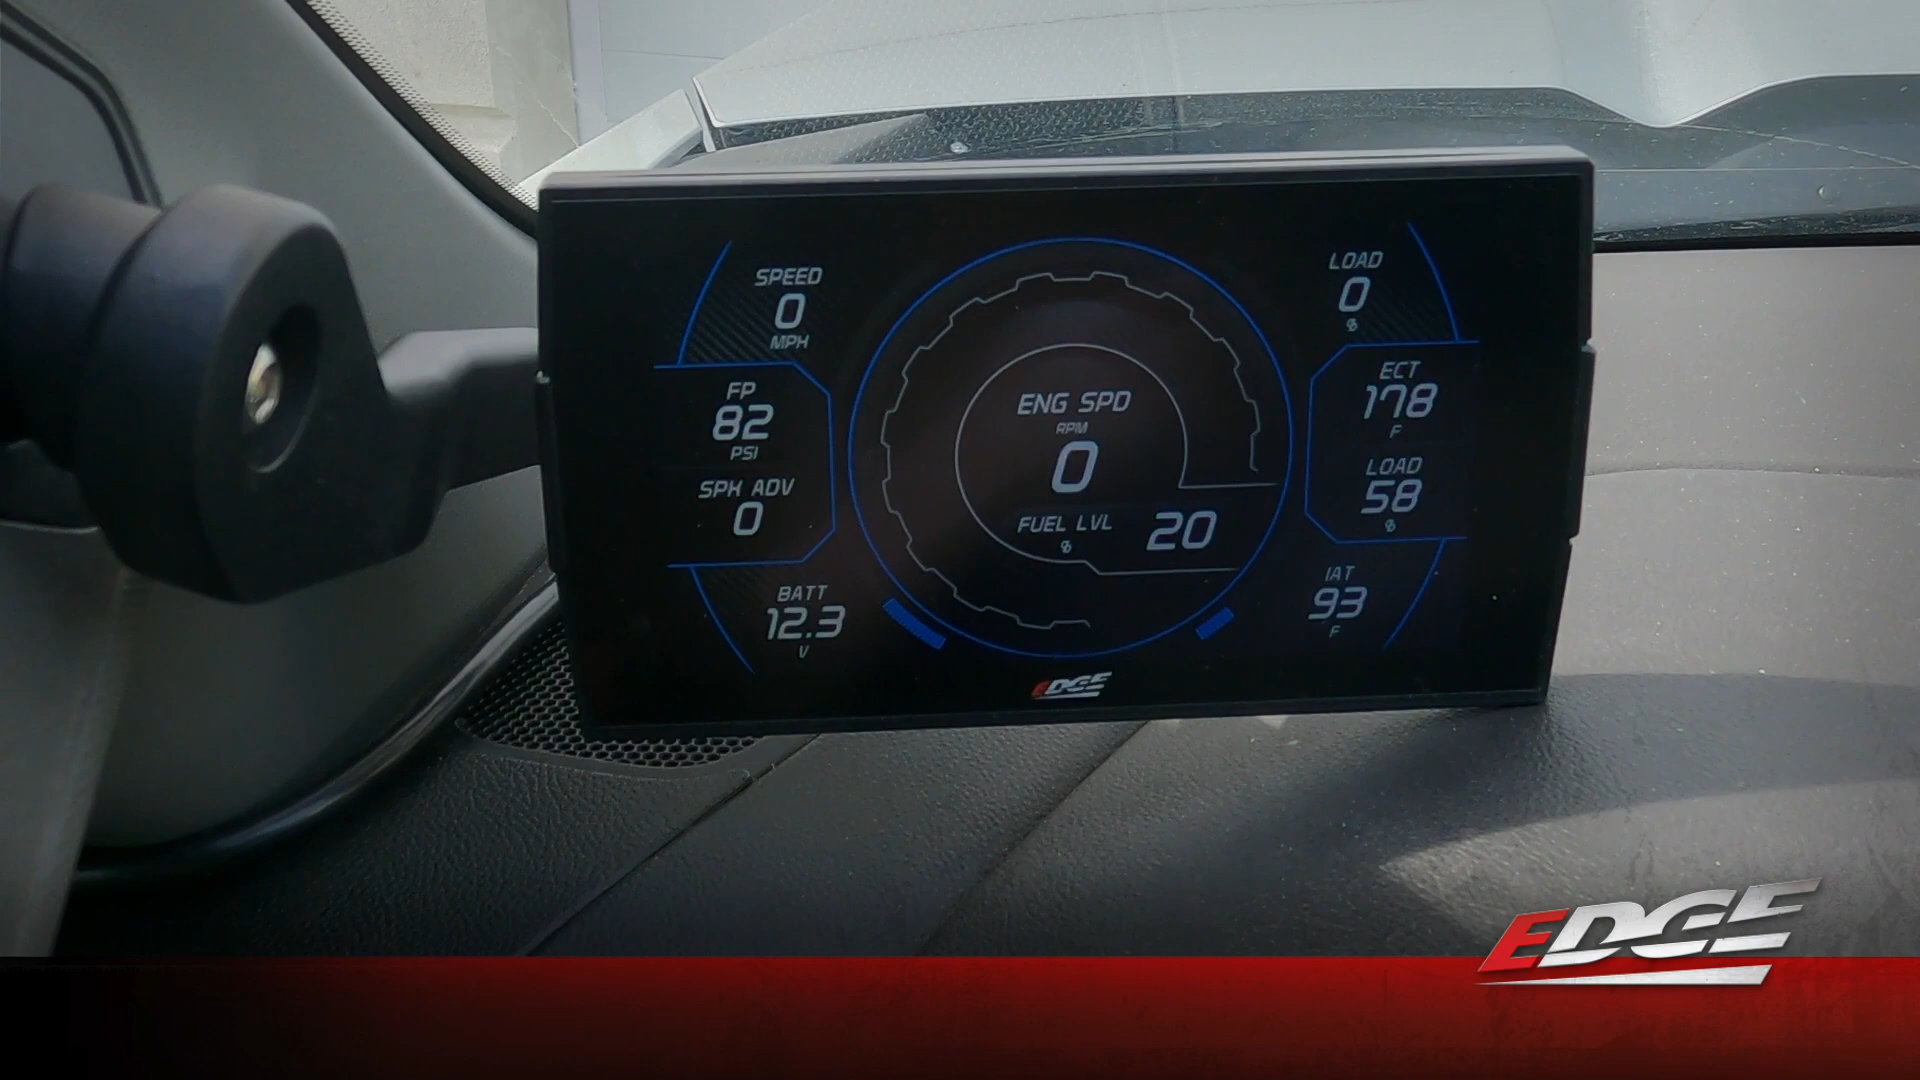 SPEED
0
MPH
FP
82
PSI
SPK ADV
0
BATT
12.3
V
ENG SPD
RPM
0
FUEL LVL
%
20
LOAD
0
%
ECT
178
F
LOAD
58
%
IAT
93
F
EDGE
EDGE